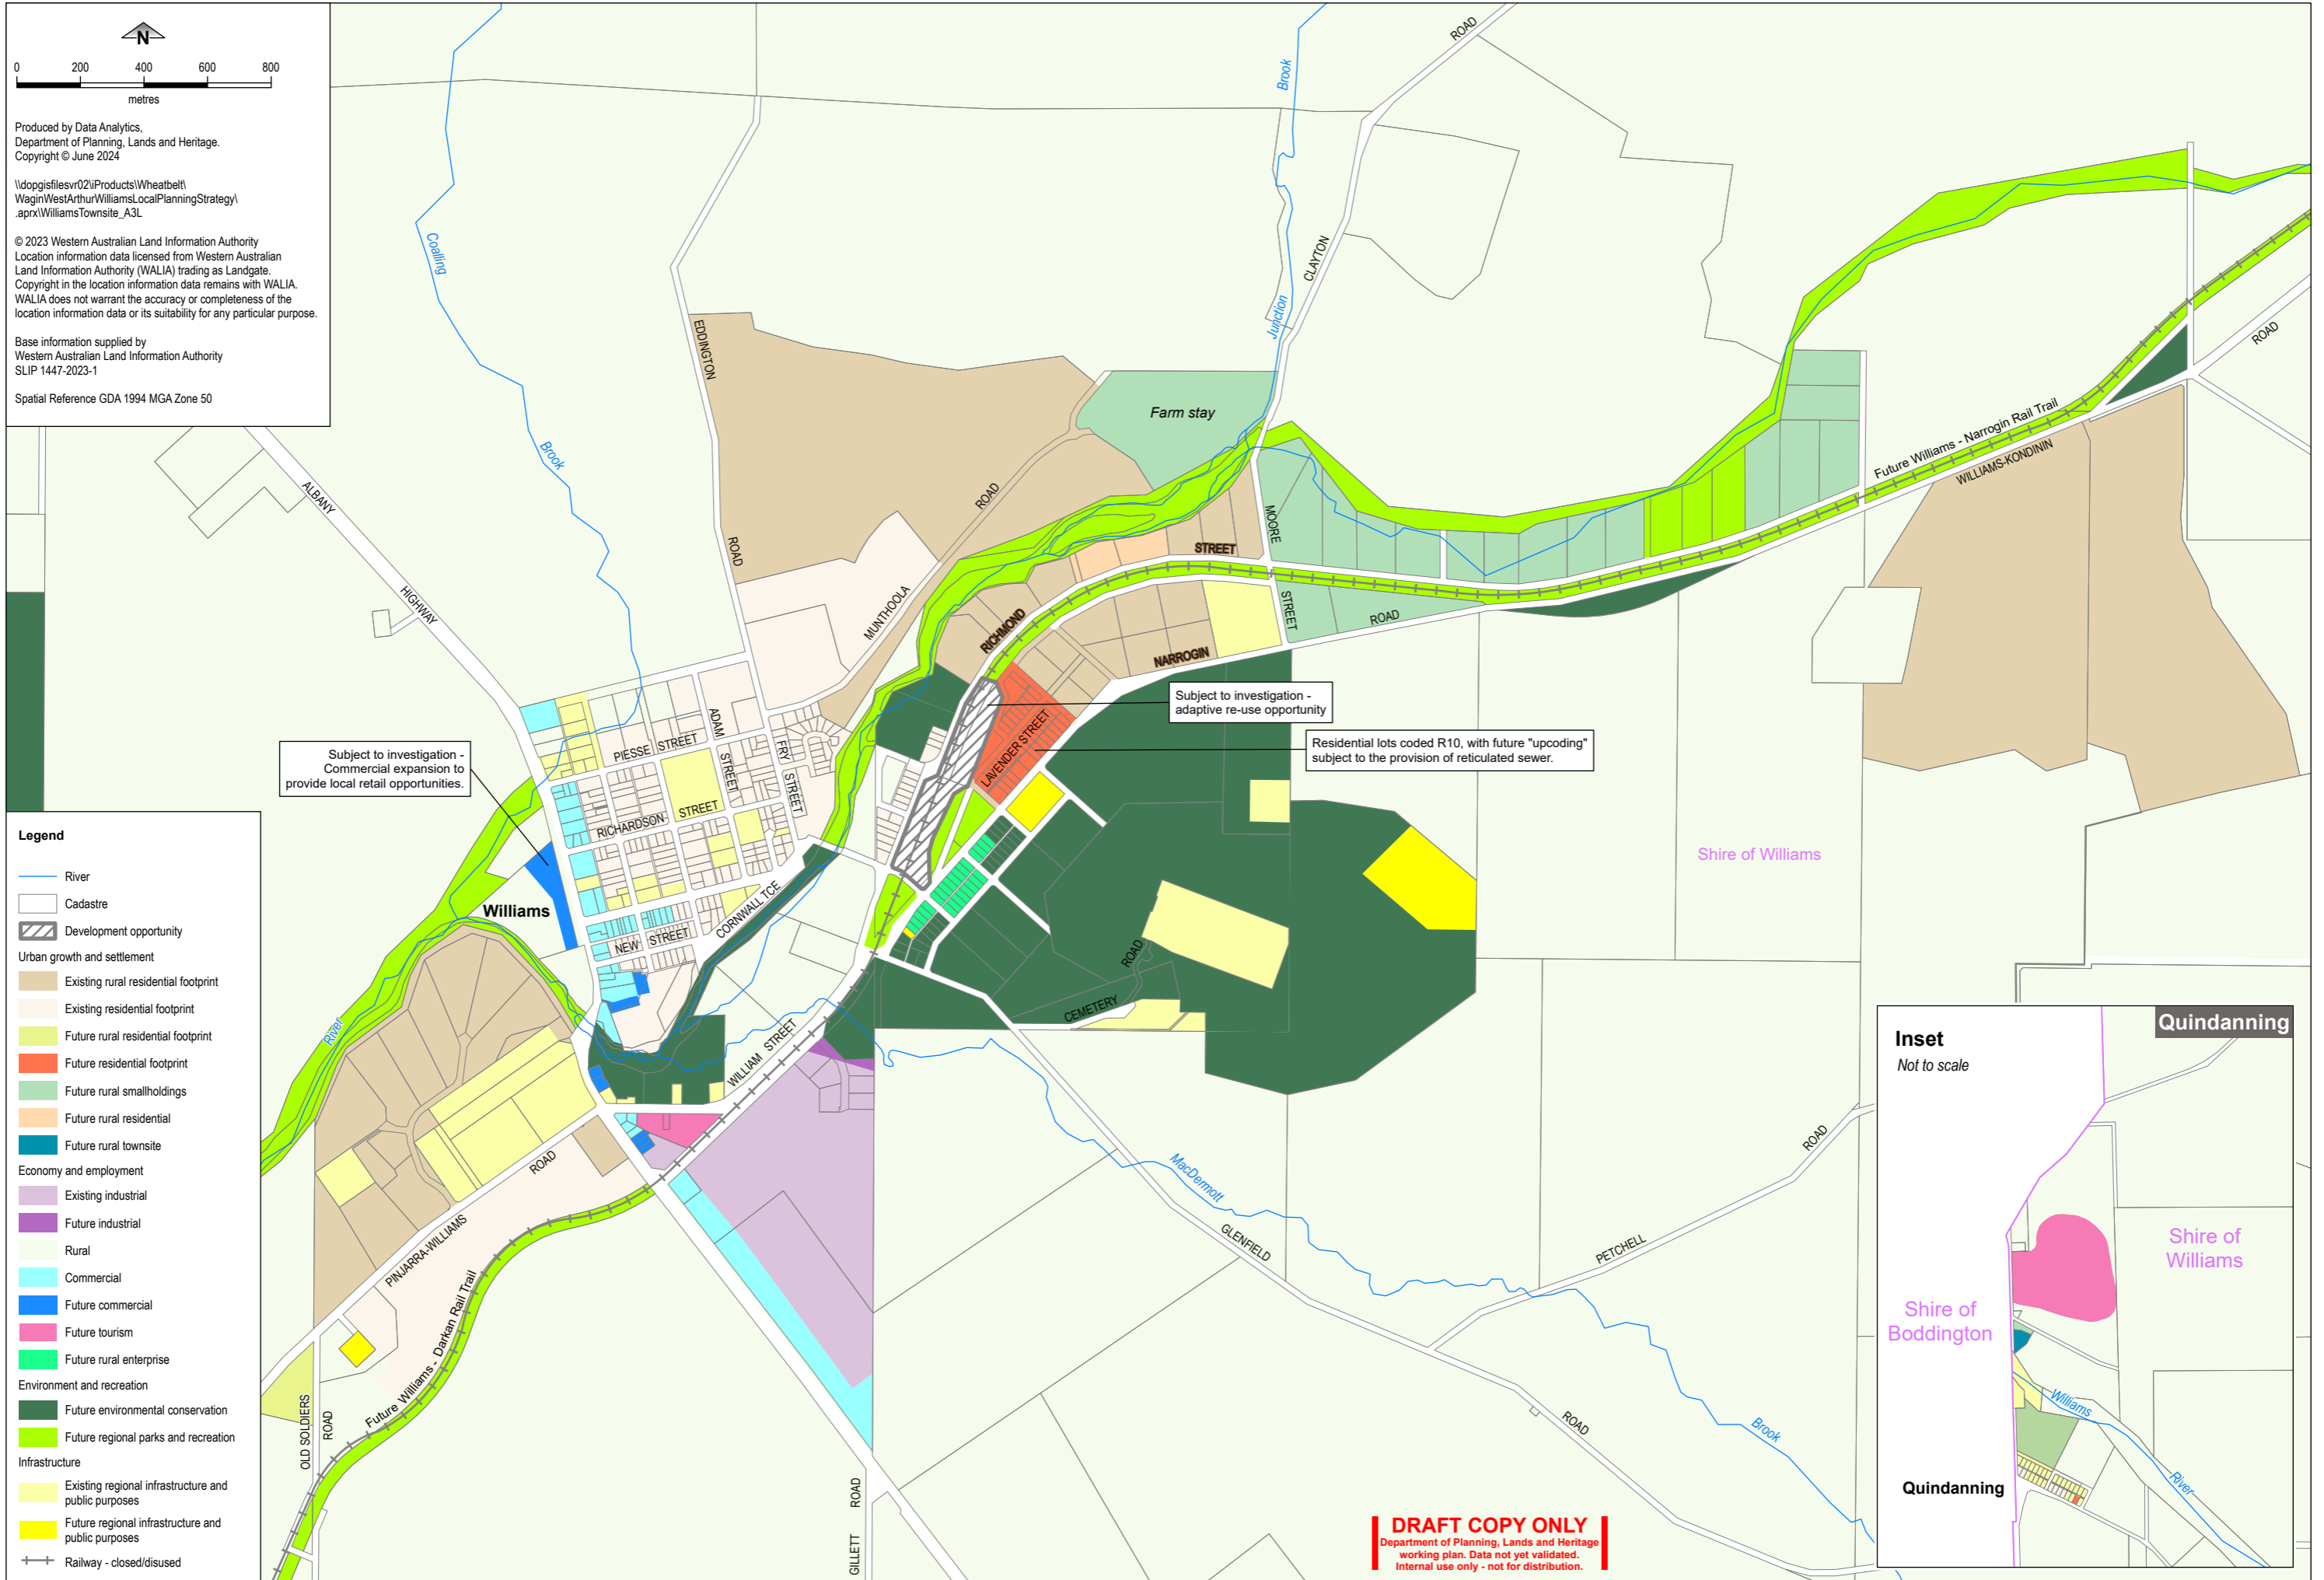 N
0 200 400 600 800
metres
Produced by Data Analytics,
Department of Planning, Lands and Heritage.
Copyright © June 2024
\\dopgisfilesvr02\iProducts\Wheatbelt\
WaginWestArthurWilliamsLocalPlanningStrategy\
.aprx\WilliamsTownsite_A3L
© 2023 Western Australian Land Information Authority
Location information data licensed from Western Australian
Land Information Authority (WALIA) trading as Landgate.
Copyright in the location information data remains with WALIA.
WALIA does not warrant the accuracy or completeness of the
location information data or its suitability for any particular purpose.
Base information supplied by
Western Australian Land Information Authority
SLIP 1447-2023-1
Spatial Reference GDA 1994 MGA Zone 50
Coalling
Brook
Junction
Brook
CLAYTON
ROAD
EDDINGTON
ROAD
ALBANY
HIGHWAY
Farm stay
MUNTHOOLA
ROAD
MOORE
STREET
RICHMOND
STREET
NARROGIN
ROAD
Future Williams - Narrogin Rail Trail
WILLIAMS-KONDININ
ROAD
Subject to investigation -
adaptive re-use opportunity
Residential lots coded R10, with future "upcoding"
subject to the provision of reticulated sewer.
Subject to investigation -
Commercial expansion to
provide local retail opportunities.
PIESSE STREET
ADAM
STREET
FRY
STREET
RICHARDSON STREET
LAVENDER STREET
Williams
NEW STREET
CORNWALL TCE
WILLIAM STREET
CEMETERY
ROAD
River
PINJARRA-WILLIAMS
ROAD
Future Williams - Darkan Rail Trail
OLD SOLDIERS
ROAD
GILLETT ROAD
MacDermott
Brook
GLENFIELD
ROAD
PETCHELL
ROAD
Shire of Williams
Legend
River
Cadastre
Development opportunity
Urban growth and settlement
Existing rural residential footprint
Existing residential footprint
Future rural residential footprint
Future residential footprint
Future rural smallholdings
Future rural residential
Future rural townsite
Economy and employment
Existing industrial
Future industrial
Rural
Commercial
Future commercial
Future tourism
Future rural enterprise
Environment and recreation
Future environmental conservation
Future regional parks and recreation
Infrastructure
Existing regional infrastructure and
public purposes
Future regional infrastructure and
public purposes
Railway - closed/disused
DRAFT COPY ONLY
Department of Planning, Lands and Heritage
working plan. Data not yet validated.
Internal use only - not for distribution.
Quindanning
Inset
Not to scale
Shire of
Williams
Shire of
Boddington
Williams
River
Quindanning